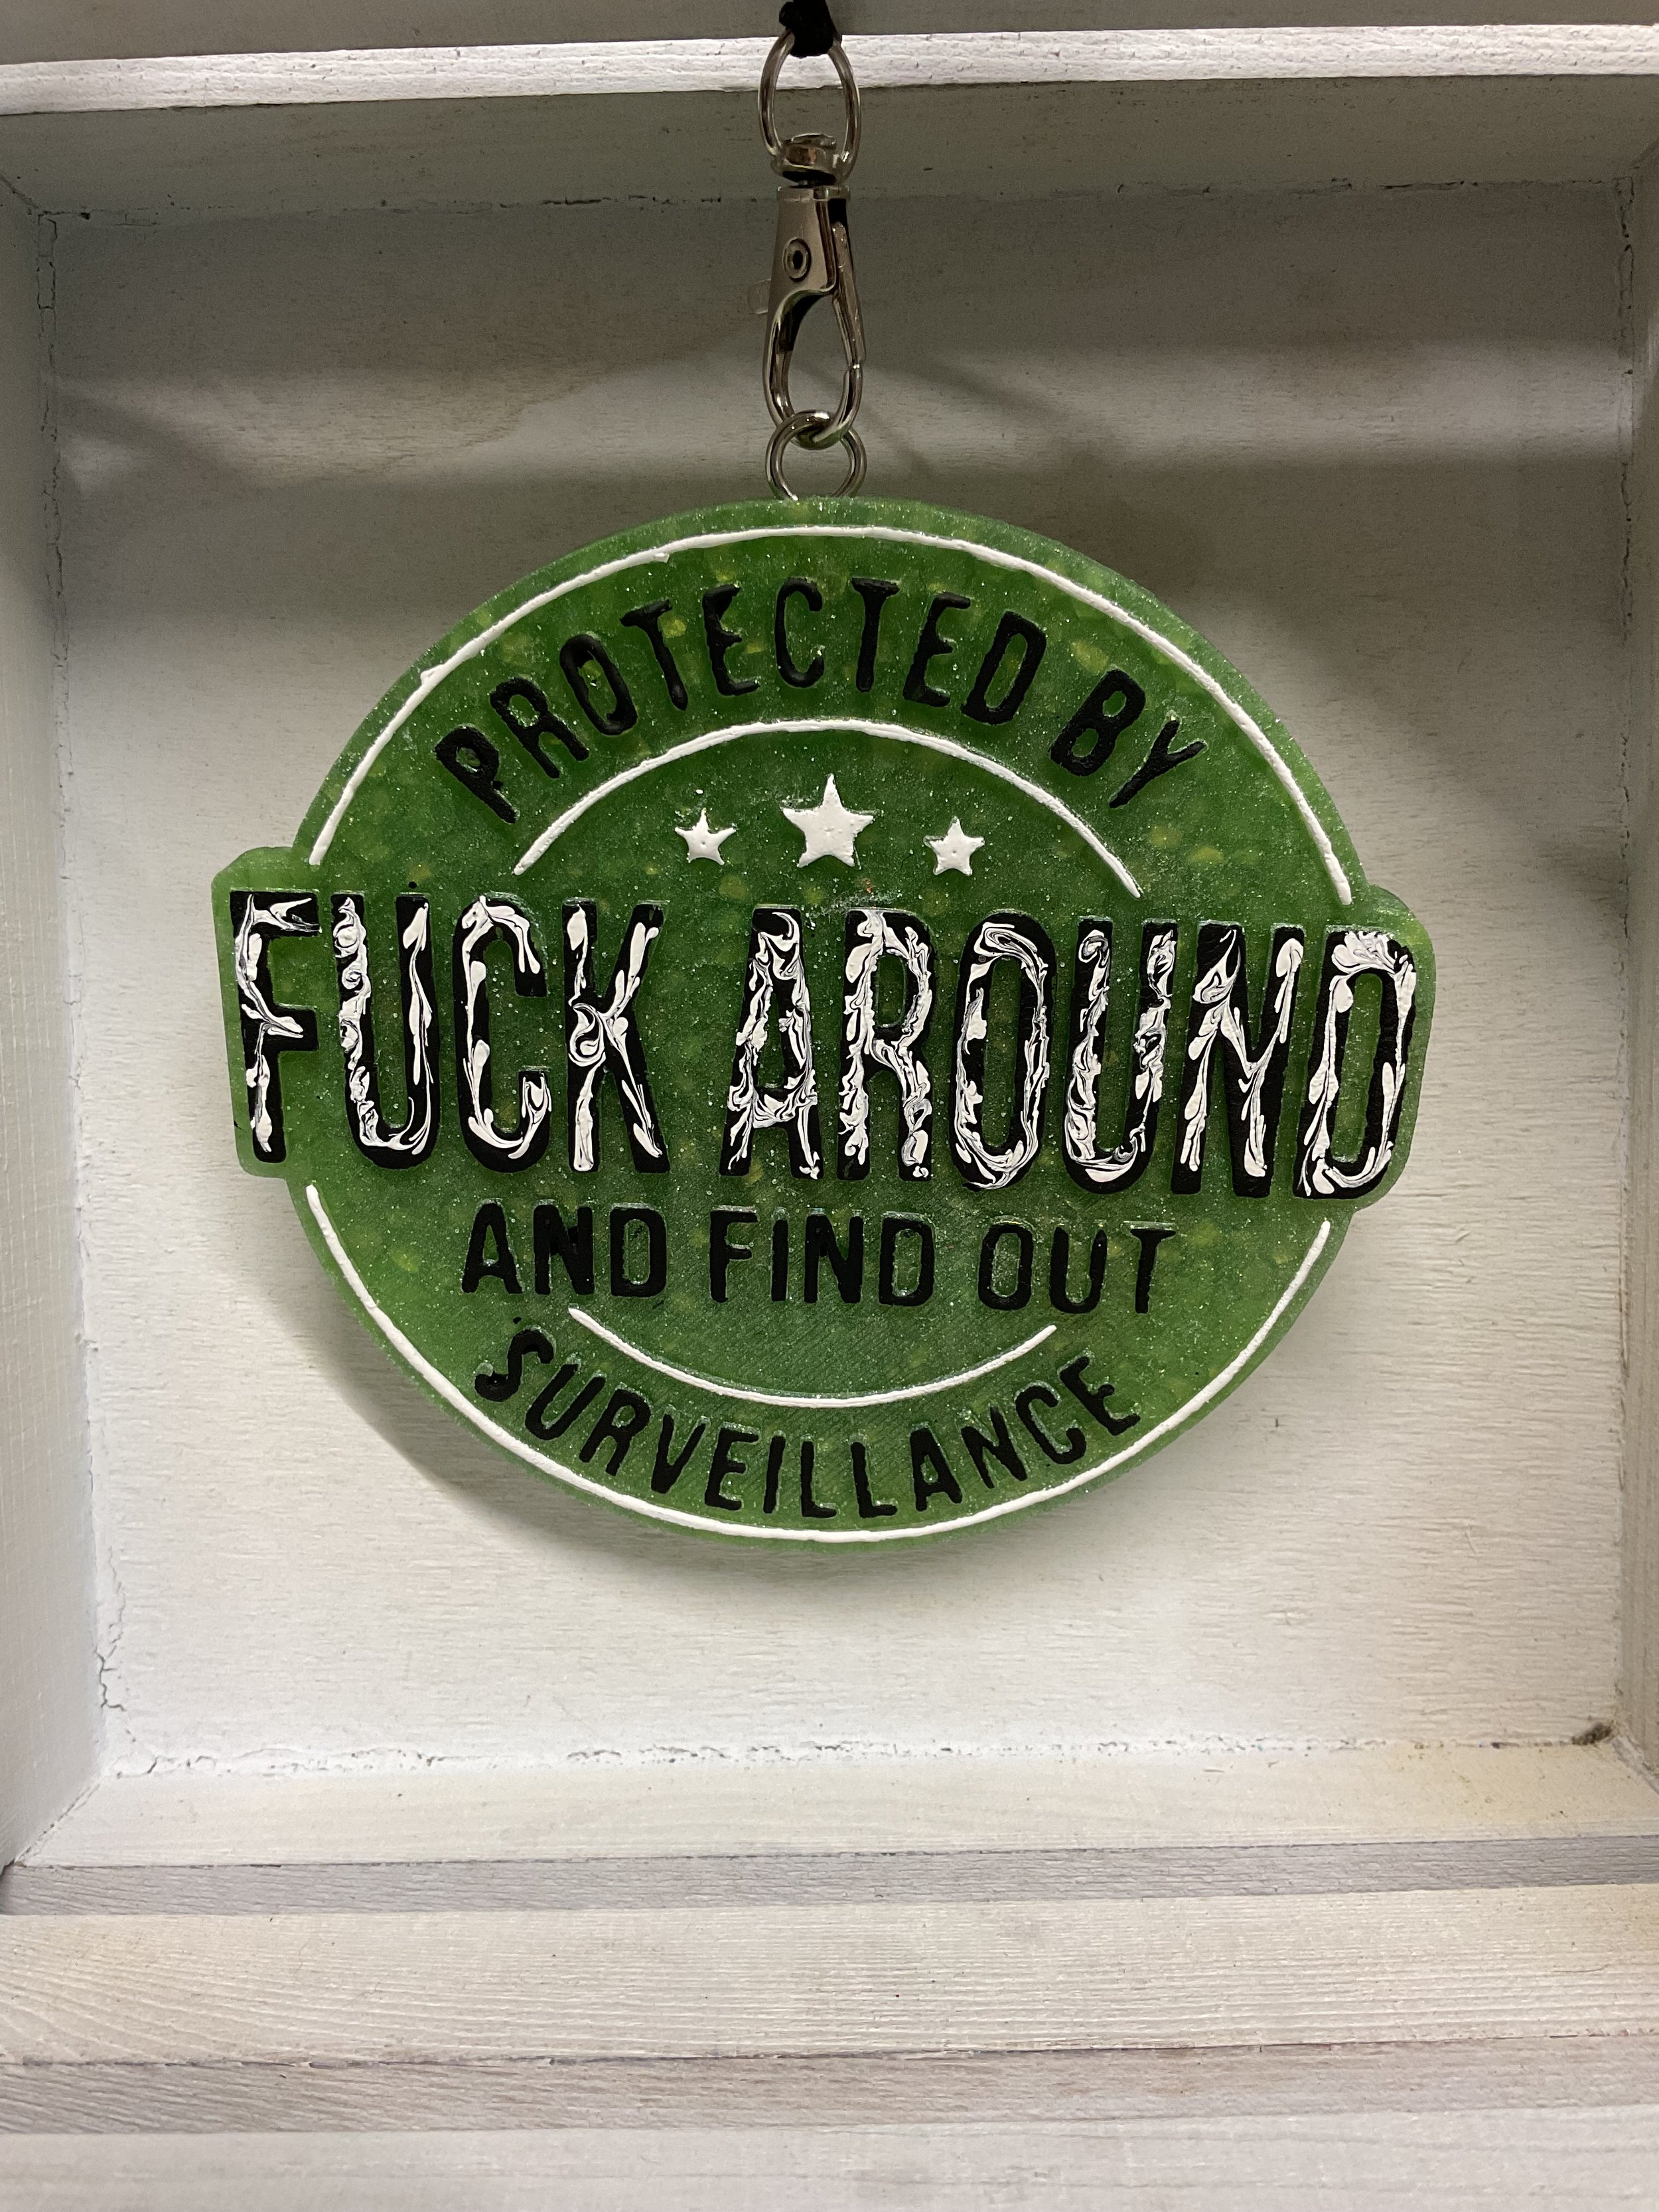 PROTECTED BY
FUCK AROUND
AND FIND OUT
SURVEILLANCE